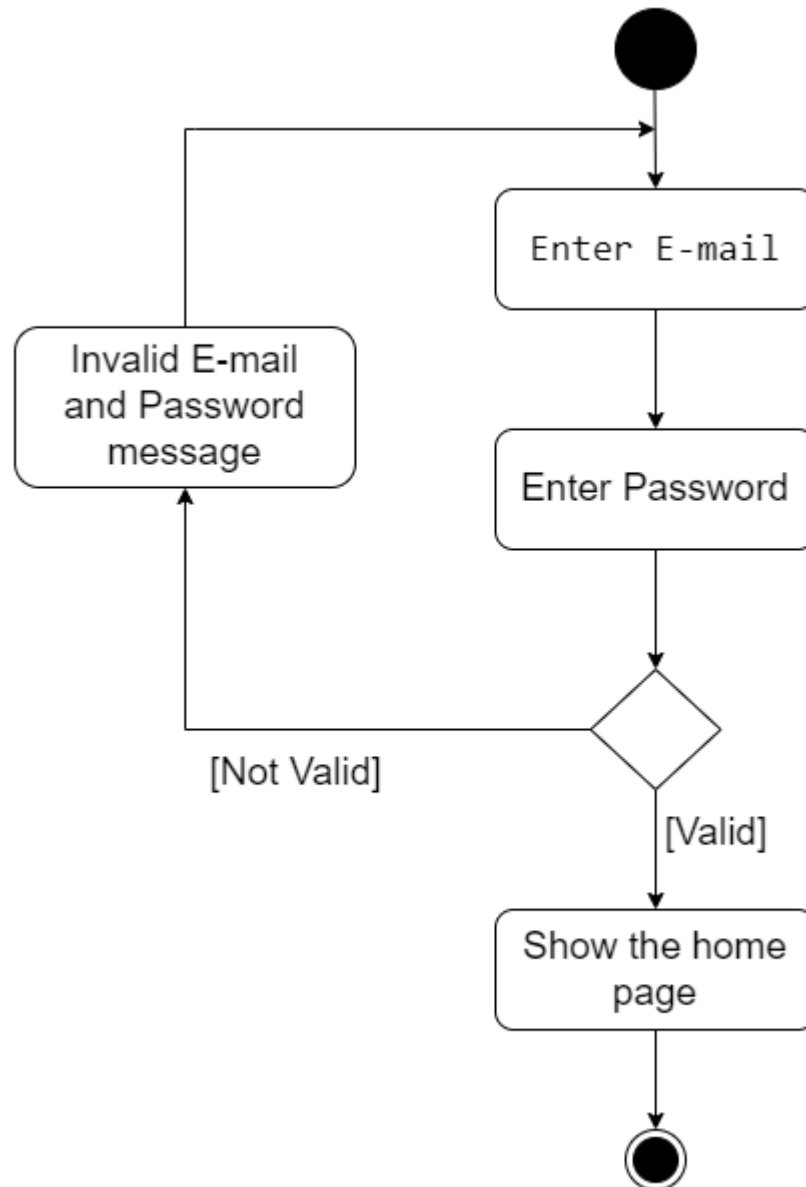 Enter E-mail
Invalid E-mail
and Password
message
Enter Password
[Not Valid]
[Valid]
Show the home
page